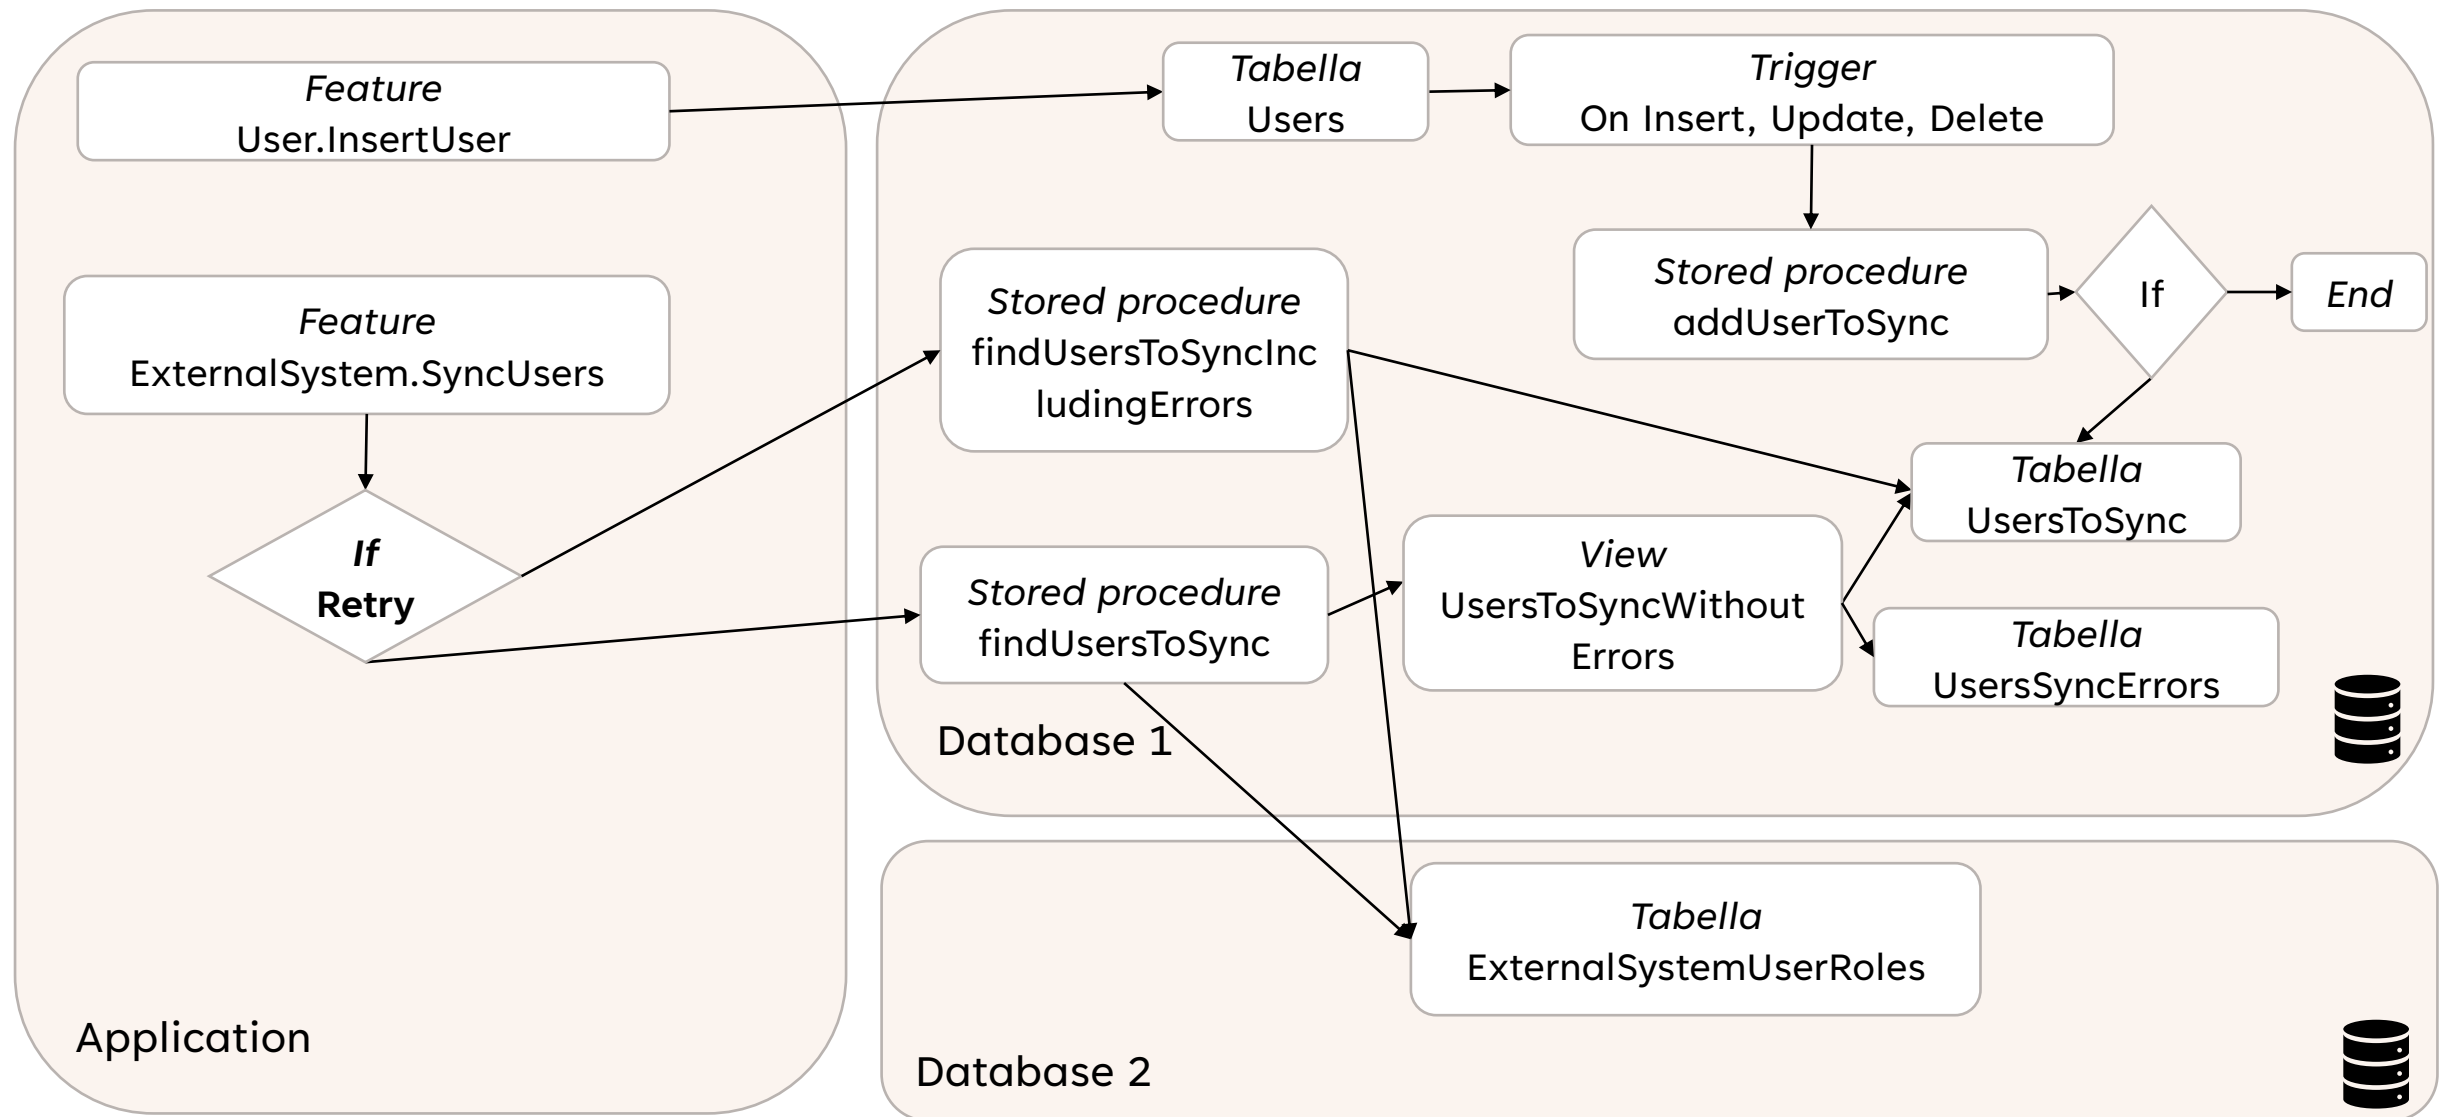 Feature
User.InsertUser
Feature
ExternalSystem.SyncUsers
If
Retry
Application
Tabella
Users
Trigger
On Insert, Update, Delete
Stored procedure
addUserToSync
If
End
Stored procedure
findUsersToSyncInc
ludingErrors
Tabella
UsersToSync
Stored procedure
findUsersToSync
View
UsersToSyncWithout
Errors
Tabella
UsersSyncErrors
Database 1
Tabella
ExternalSystemUserRoles
Database 2